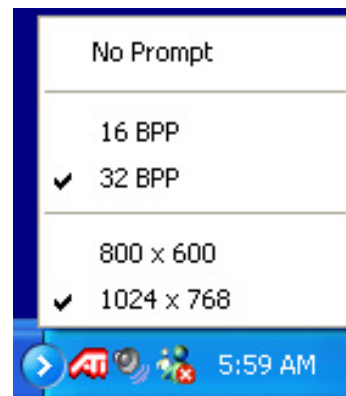 No Prompt
16 BPP
32 BPP
800 x 600
1024 x 768
ATI 5:59 AM